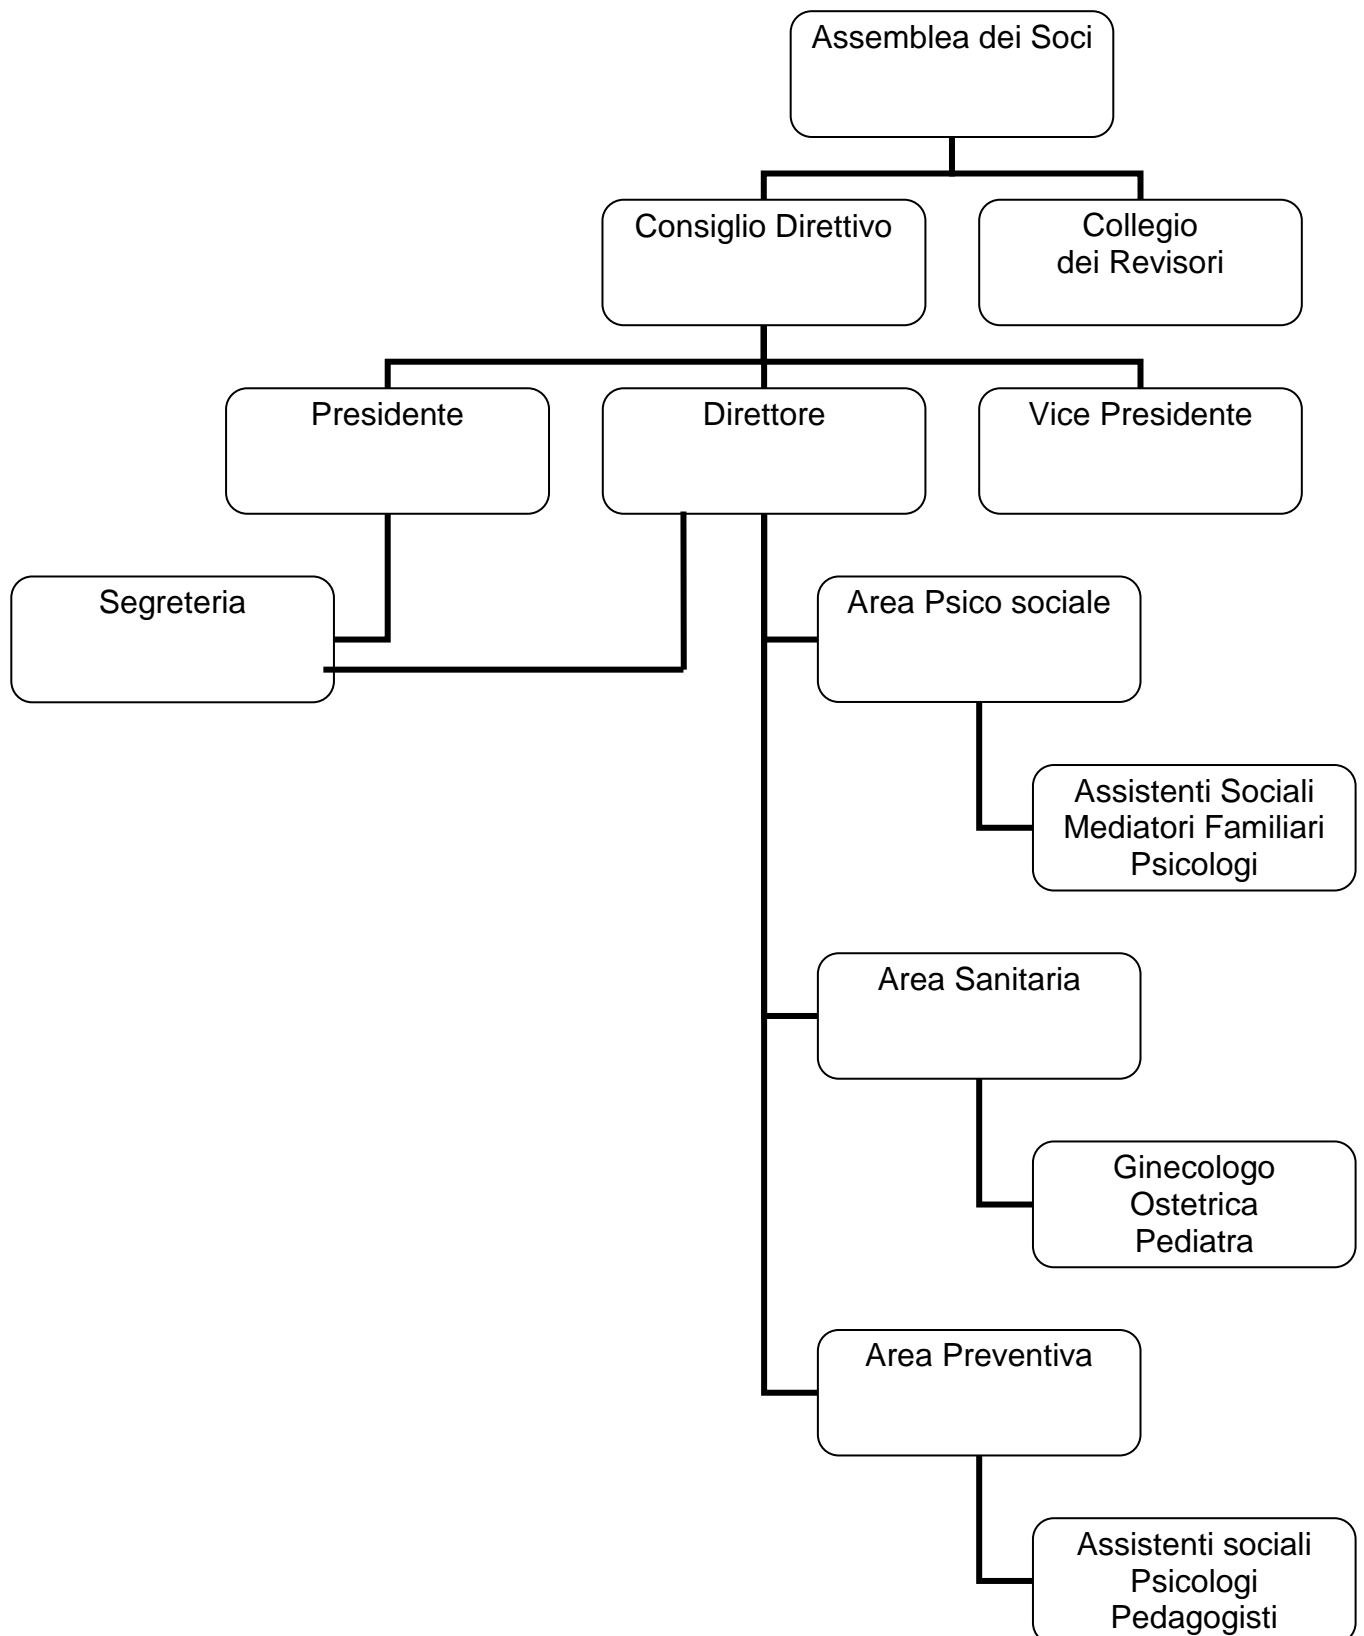 Assemblea dei Soci
Consiglio Direttivo
Collegio
dei Revisori
Presidente
Direttore
Vice Presidente
Segreteria
Area Psico sociale
Assistenti Sociali
Mediatori Familiari
Psicologi
Area Sanitaria
Ginecologo
Ostetrica
Pediatra
Area Preventiva
Assistenti sociali
Psicologi
Pedagogisti